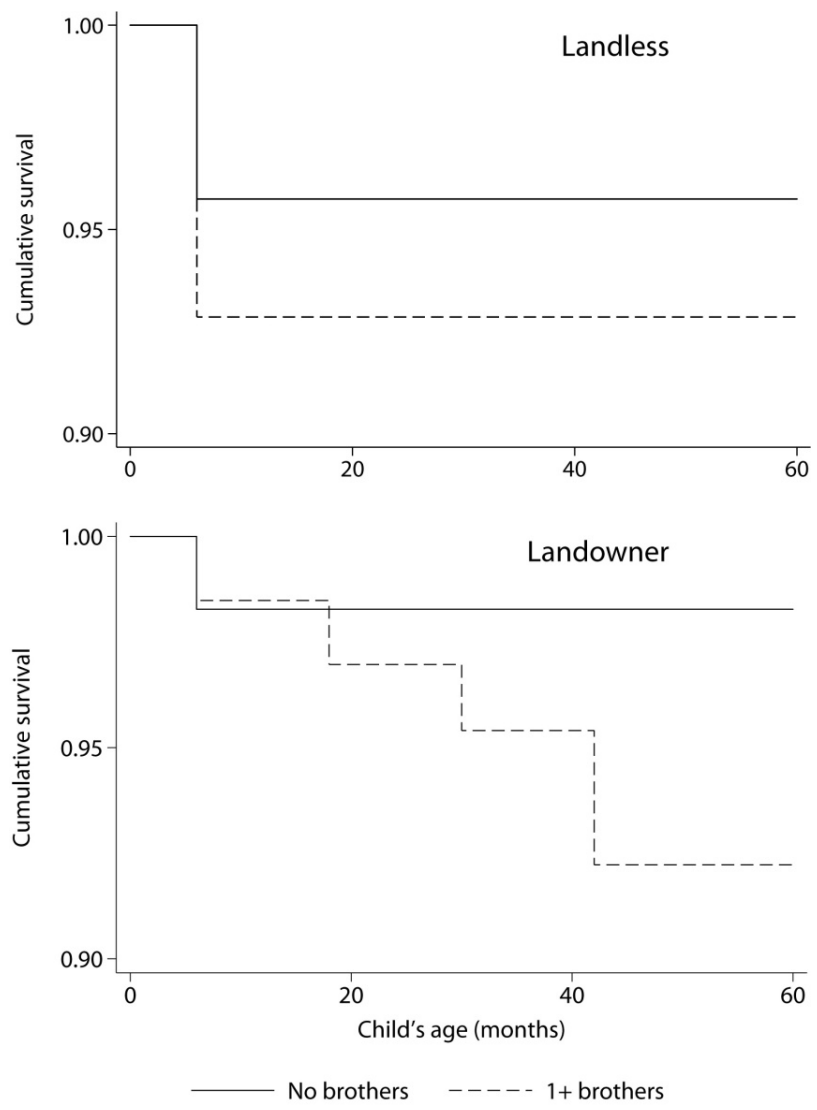 Landless
Cumulative survival
1.00
0.95
0.90
0 20 40 60
Landowner
Cumulative survival
1.00
0.95
0.90
0 20 40 60
Child's age (months)
No brothers 1+ brothers